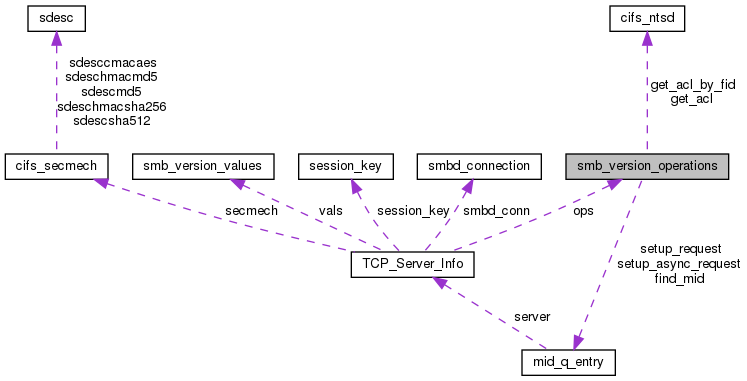 sdesc
cifs_ntsd
sdesccmacaes
sdeschmacmd5
sdescmd5
sdeschmacsha256
sdescsha512
get_acl_by_fid
get_acl
cifs_secmech
smb_version_values
session_key
smbd_connection
smb_version_operations
secmech
vals
session_key
smbd_conn
ops
TCP_Server_Info
setup_request
setup_async_request
find_mid
server
mid_q_entry